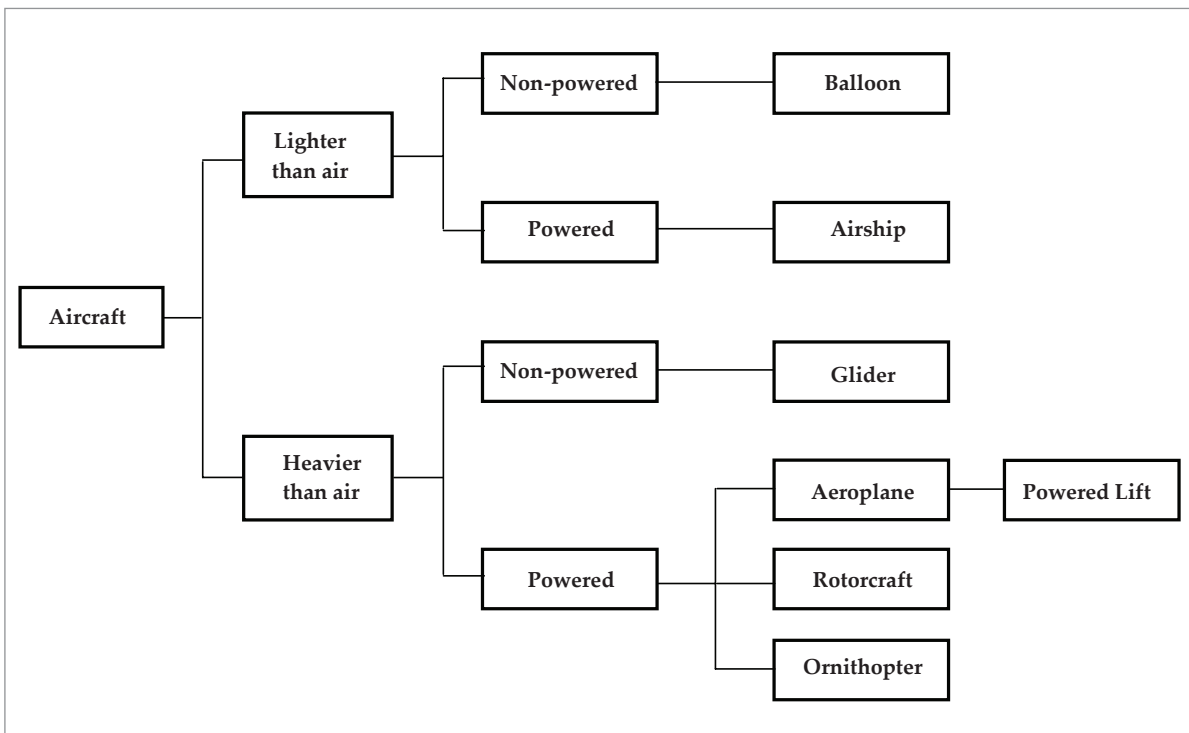 Non-powered
Balloon
Lighter
than air
Powered
Airship
Aircraft
Non-powered
Glider
Heavier
than air
Aeroplane
Powered Lift
Powered
Rotorcraft
Ornithopter